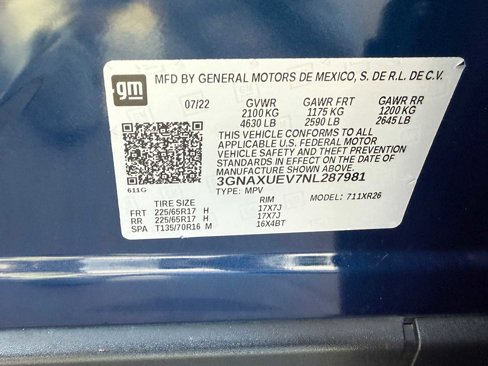 gm
MFD BY GENERAL MOTORS DE MEXICO, S. DE R.L. DE C.V.
07/22 GVWR GAWR FRT GAWR RR
2100 KG 1175 KG 1200 KG
4630 LB 2590 LB 2645 LB
THIS VEHICLE CONFORMS TO ALL
APPLICABLE U.S. FEDERAL MOTOR
VEHICLE SAFETY AND THEFT PREVENTION
STANDARDS IN EFFECT ON THE DATE OF
MANUFACTURE SHOWN ABOVE.
3GNAXUEV7NL287981
611G TYPE: MPV MODEL: 711XR26
TIRE SIZE RIM
FRT 225/65R17 H 17X7J
RR 225/65R17 H 17X7J
SPA T135/70R16 M 16X4BT